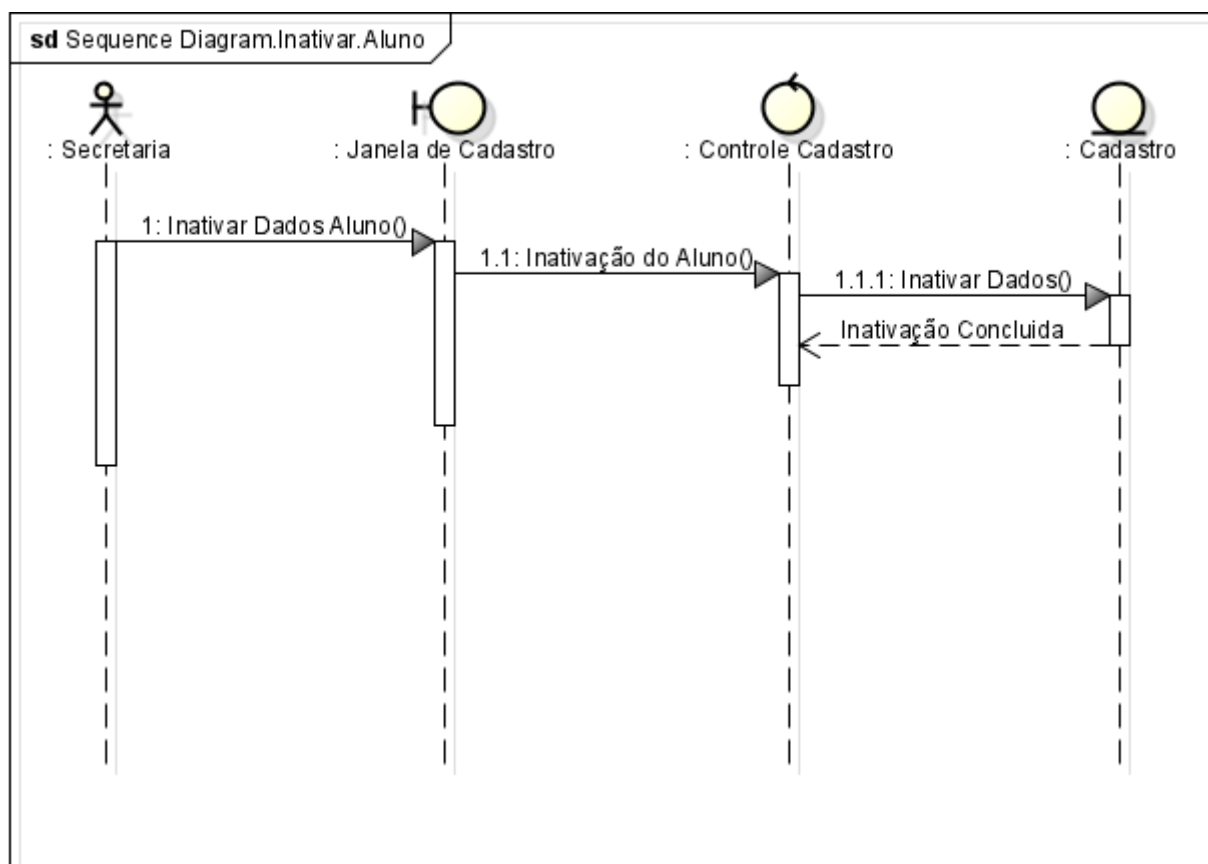 sd Sequence Diagram.Inativar.Aluno
: Secretaria
: Janela de Cadastro
: Controle Cadastro
: Cadastro
1: Inativar Dados Aluno()
1.1: Inativação do Aluno()
1.1.1: Inativar Dados()
Inativação Concluida